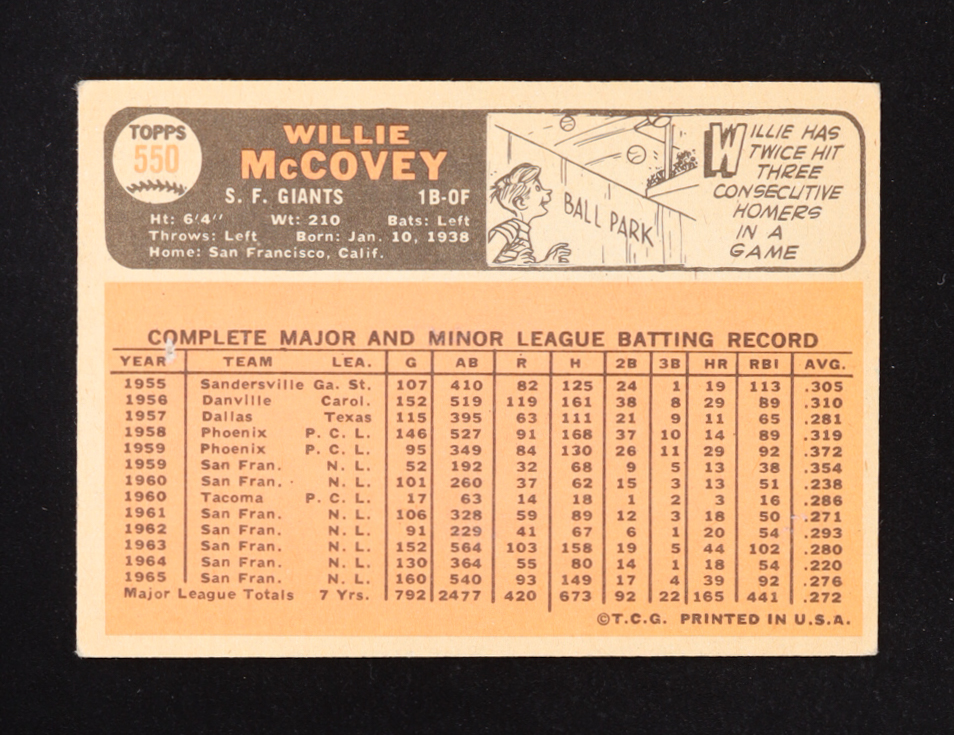 TOPPS
550
WILLIE
McCOVEY
S. F. GIANTS 1B-OF
Ht: 6'4" Wt: 210 Bats: Left
Throws: Left Born: Jan. 10, 1938
Home: San Francisco, Calif.
BALL PARK
WILLIE HAS
TWICE HIT
THREE
CONSECUTIVE
HOMERS
IN A
GAME
COMPLETE MAJOR AND MINOR LEAGUE BATTING RECORD
YEAR TEAM LEA. G AB R H 2B 3B HR RBI AVG.
1955 Sandersville Ga. St. 107 410 82 125 24 1 19 113 .305
1956 Danville Carol. 152 519 119 161 38 8 29 89 .310
1957 Dallas Texas 115 395 63 111 21 9 11 65 .281
1958 Phoenix P. C. L. 146 527 91 168 37 10 14 89 .319
1959 Phoenix P. C. L. 95 349 84 130 26 11 29 92 .372
1959 San Fran. N. L. 52 192 32 68 9 5 13 38 .354
1960 San Fran. N. L. 101 260 37 62 15 3 13 51 .238
1960 Tacoma P. C. L. 17 63 14 18 1 2 3 16 .286
1961 San Fran. N. L. 106 328 59 89 12 3 18 50 .271
1962 San Fran. N. L. 91 229 41 67 6 1 20 54 .293
1963 San Fran. N. L. 152 564 103 158 19 5 44 102 .280
1964 San Fran. N. L. 130 364 55 80 14 1 18 54 .220
1965 San Fran. N. L. 160 540 93 149 17 4 39 92 .276
Major League Totals 7 Yrs. 792 2477 420 673 92 22 165 441 .272
©T.C.G. PRINTED IN U.S.A.